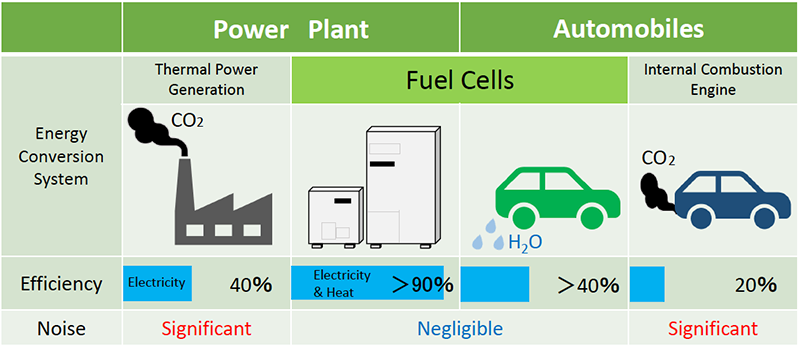 Power Plant
Automobiles
Thermal Power
Generation
Fuel Cells
Internal Combustion
Engine
Energy
Conversion
System
CO₂
H₂O
CO₂
Efficiency
Electricity
40%
Electricity
& Heat
>90%
>40%
20%
Noise
Significant
Negligible
Significant